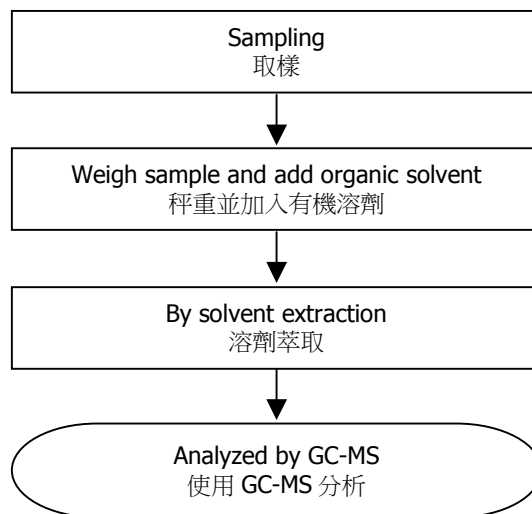 Sampling
取樣
Weigh sample and add organic solvent
秤重並加入有機溶劑
By solvent extraction
溶劑萃取
Analyzed by GC-MS
使用 GC-MS 分析